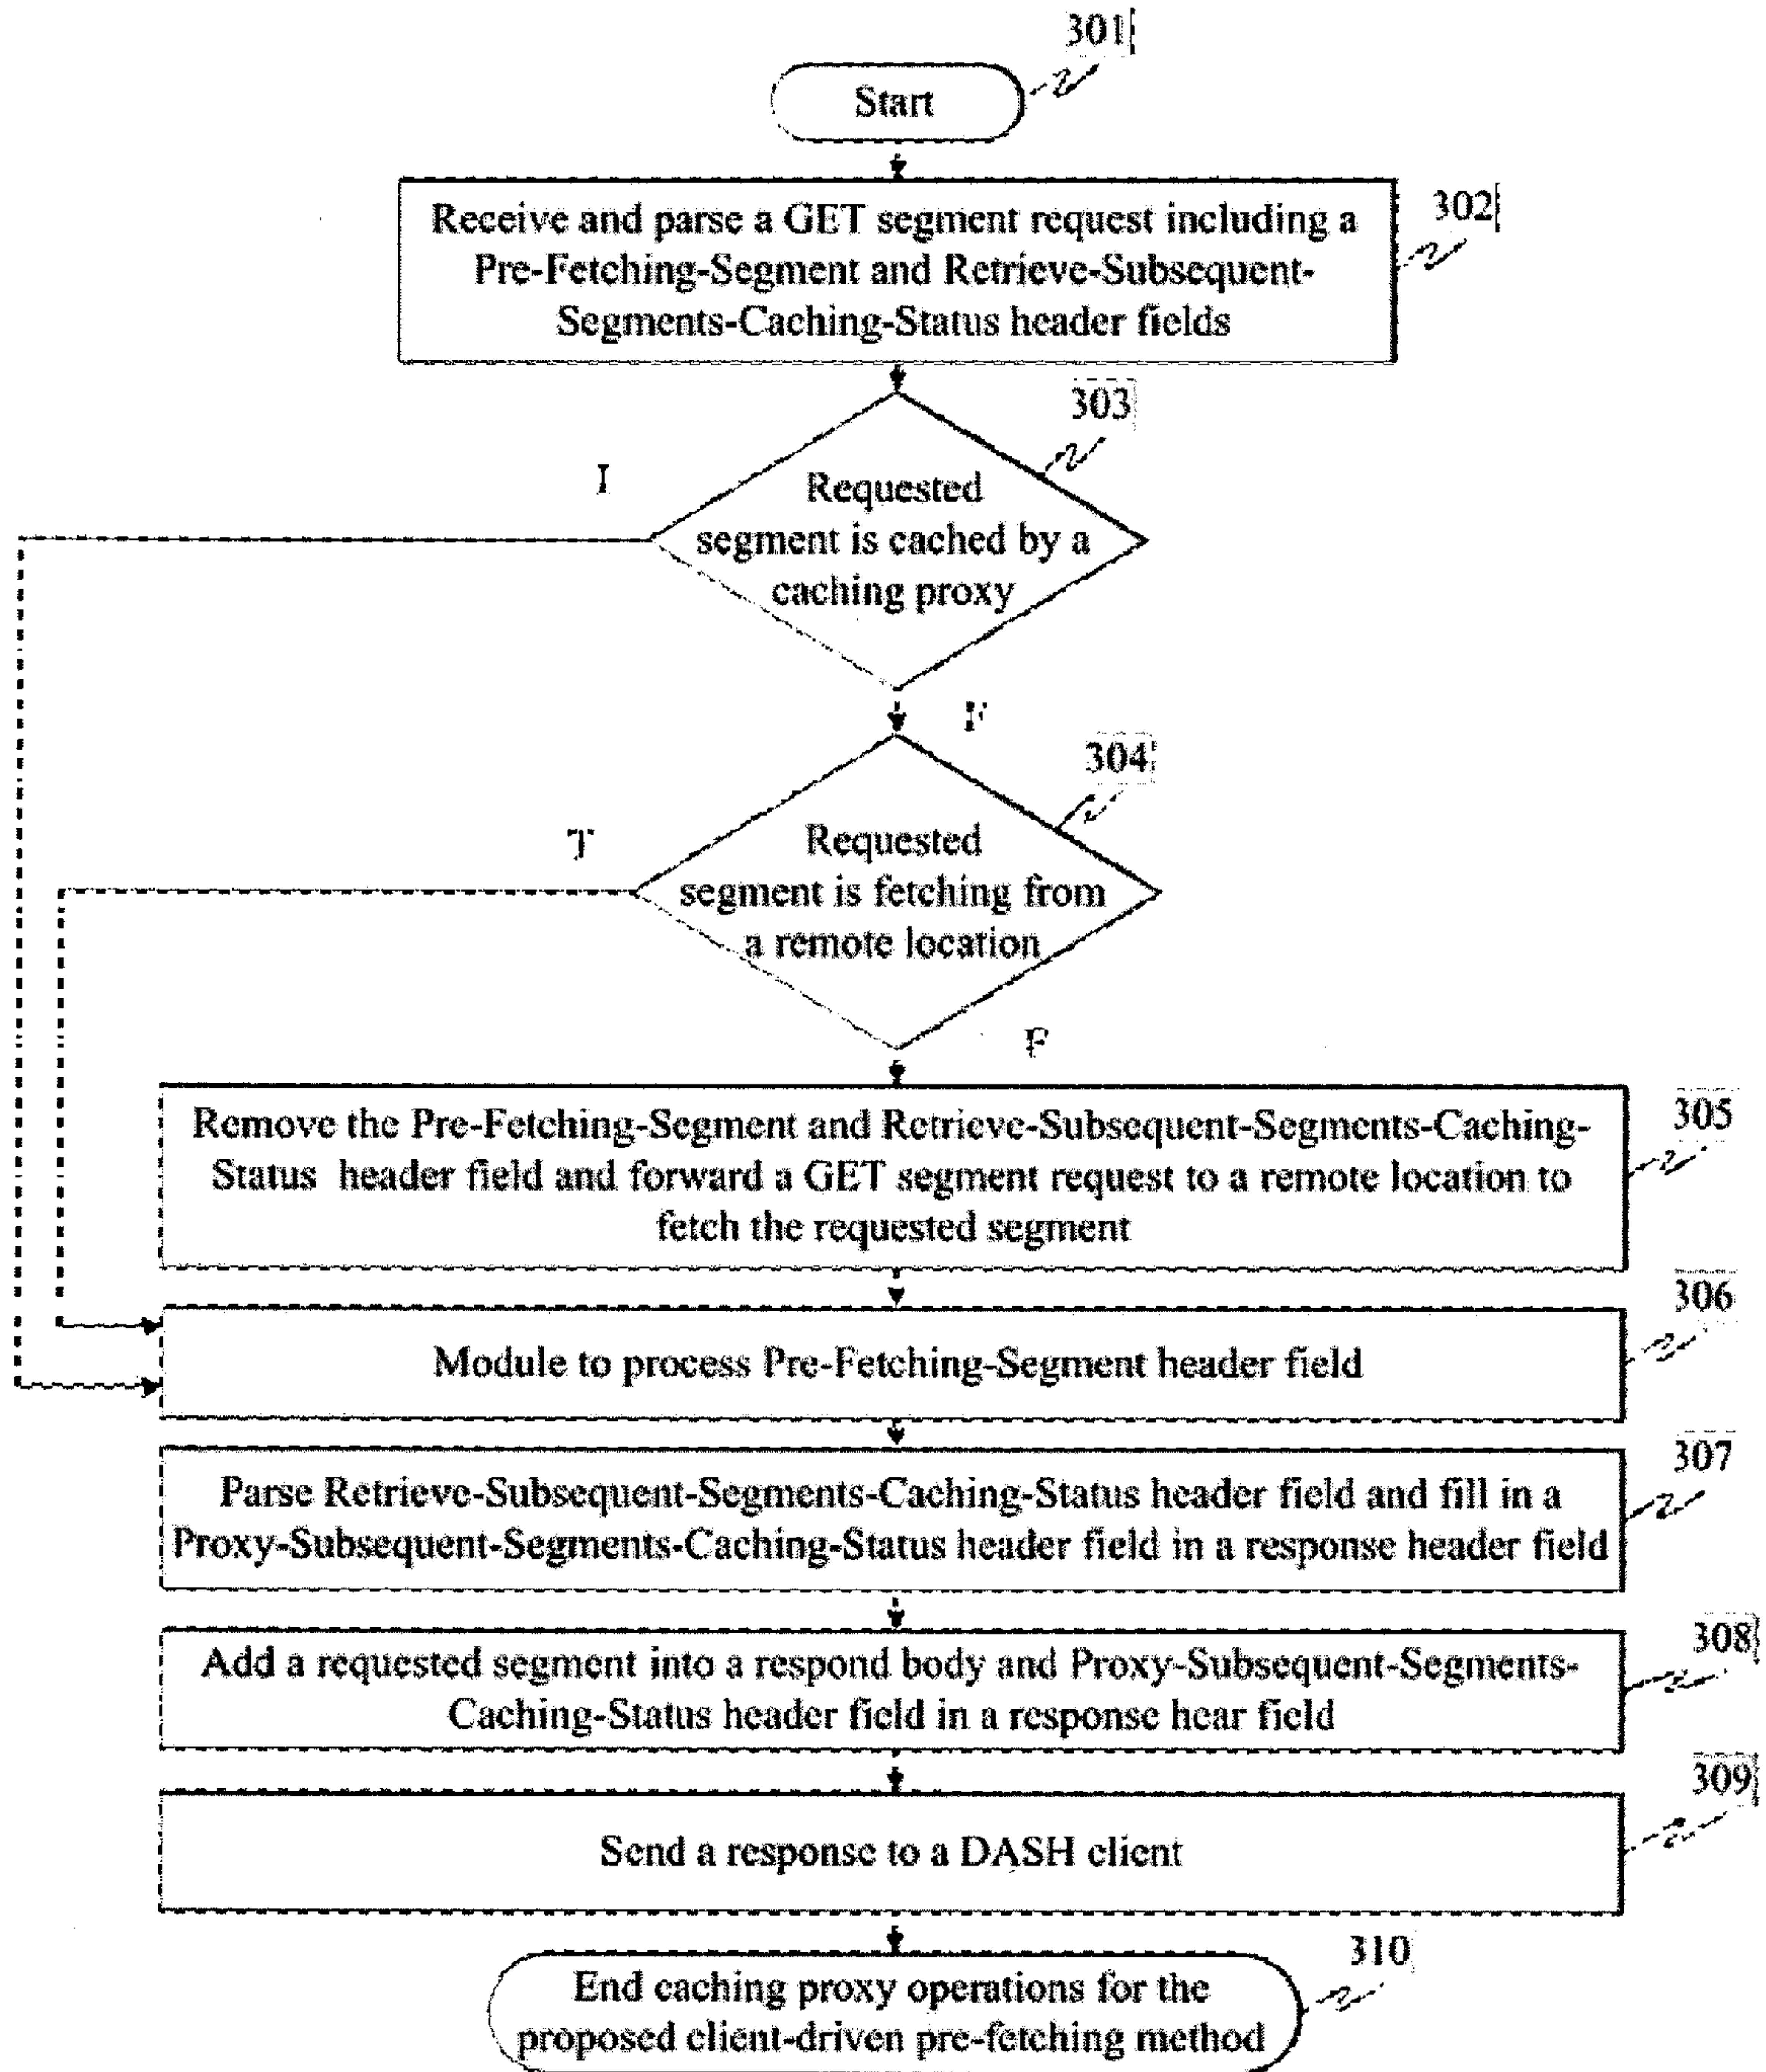 301
Start
302
Receive and parse a GET segment request including a
Pre-Fetching-Segment and Retrieve-Subsequent-
Segments-Caching-Status header fields
303
T
Requested
segment is cached by a
caching proxy
F
304
T
Requested
segment is fetching from
a remote location
F
305
Remove the Pre-Fetching-Segment and Retrieve-Subsequent-Segments-Caching-
Status header field and forward a GET segment request to a remote location to
fetch the requested segment
306
Module to process Pre-Fetching-Segment header field
307
Parse Retrieve-Subsequent-Segments-Caching-Status header field and fill in a
Proxy-Subsequent-Segments-Caching-Status header field in a response header field
308
Add a requested segment into a respond body and Proxy-Subsequent-Segments-
Caching-Status header field in a response hear field
309
Send a response to a DASH client
310
End caching proxy operations for the
proposed client-driven pre-fetching method